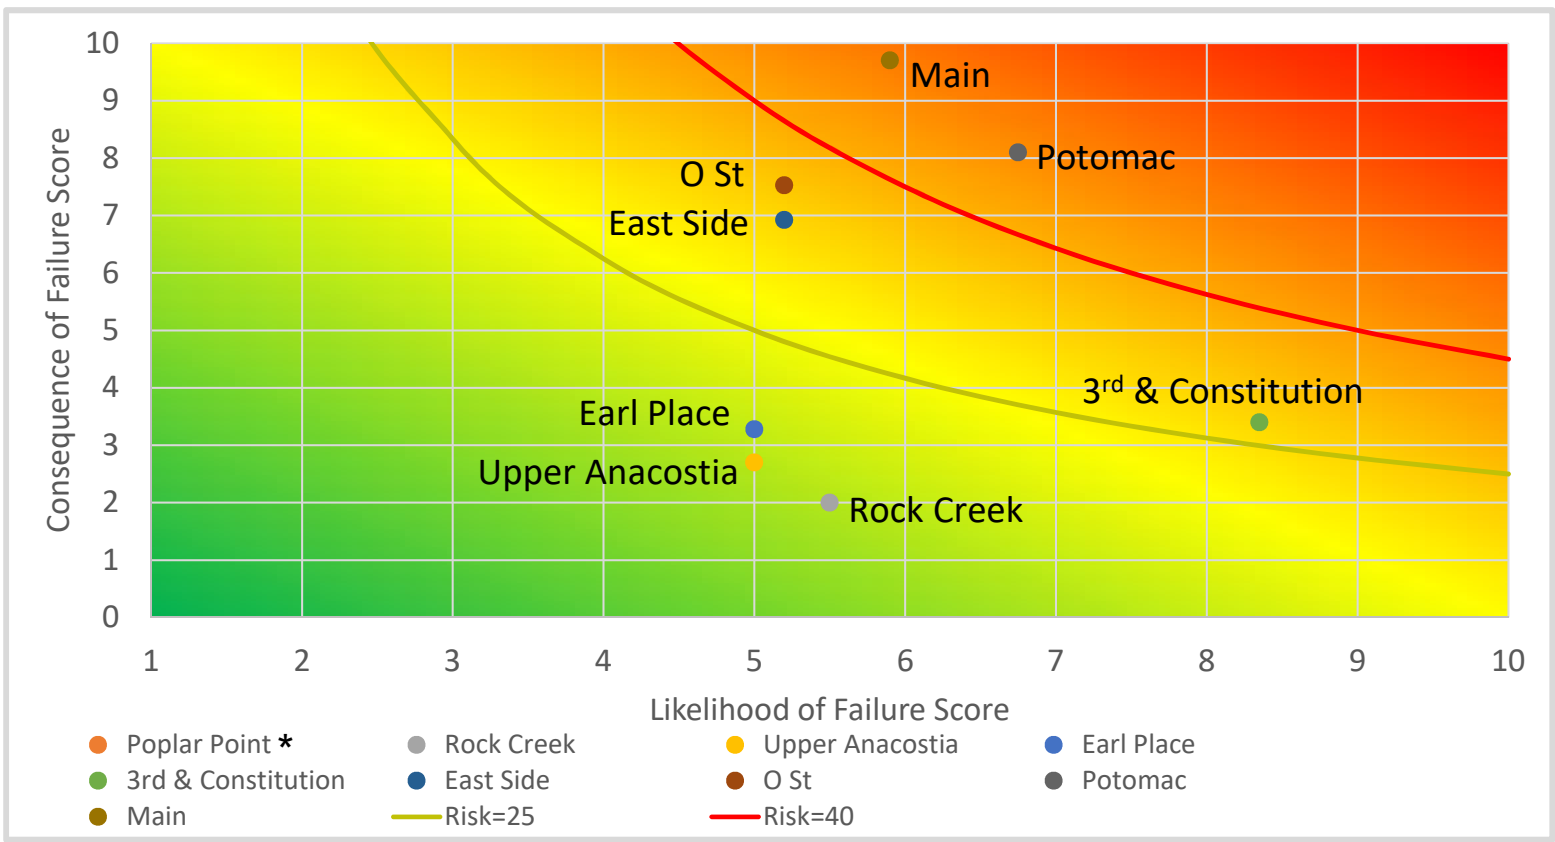 10
9
8
7
6
5
4
3
2
1
0
Consequence of Failure Score
Main
Potomac
O St
East Side
3rd & Constitution
Earl Place
Upper Anacostia
Rock Creek
1 2 3 4 5 6 7 8 9 10
Likelihood of Failure Score
Poplar Point * Rock Creek Upper Anacostia Earl Place
3rd & Constitution East Side O St Potomac
Main Risk=25 Risk=40